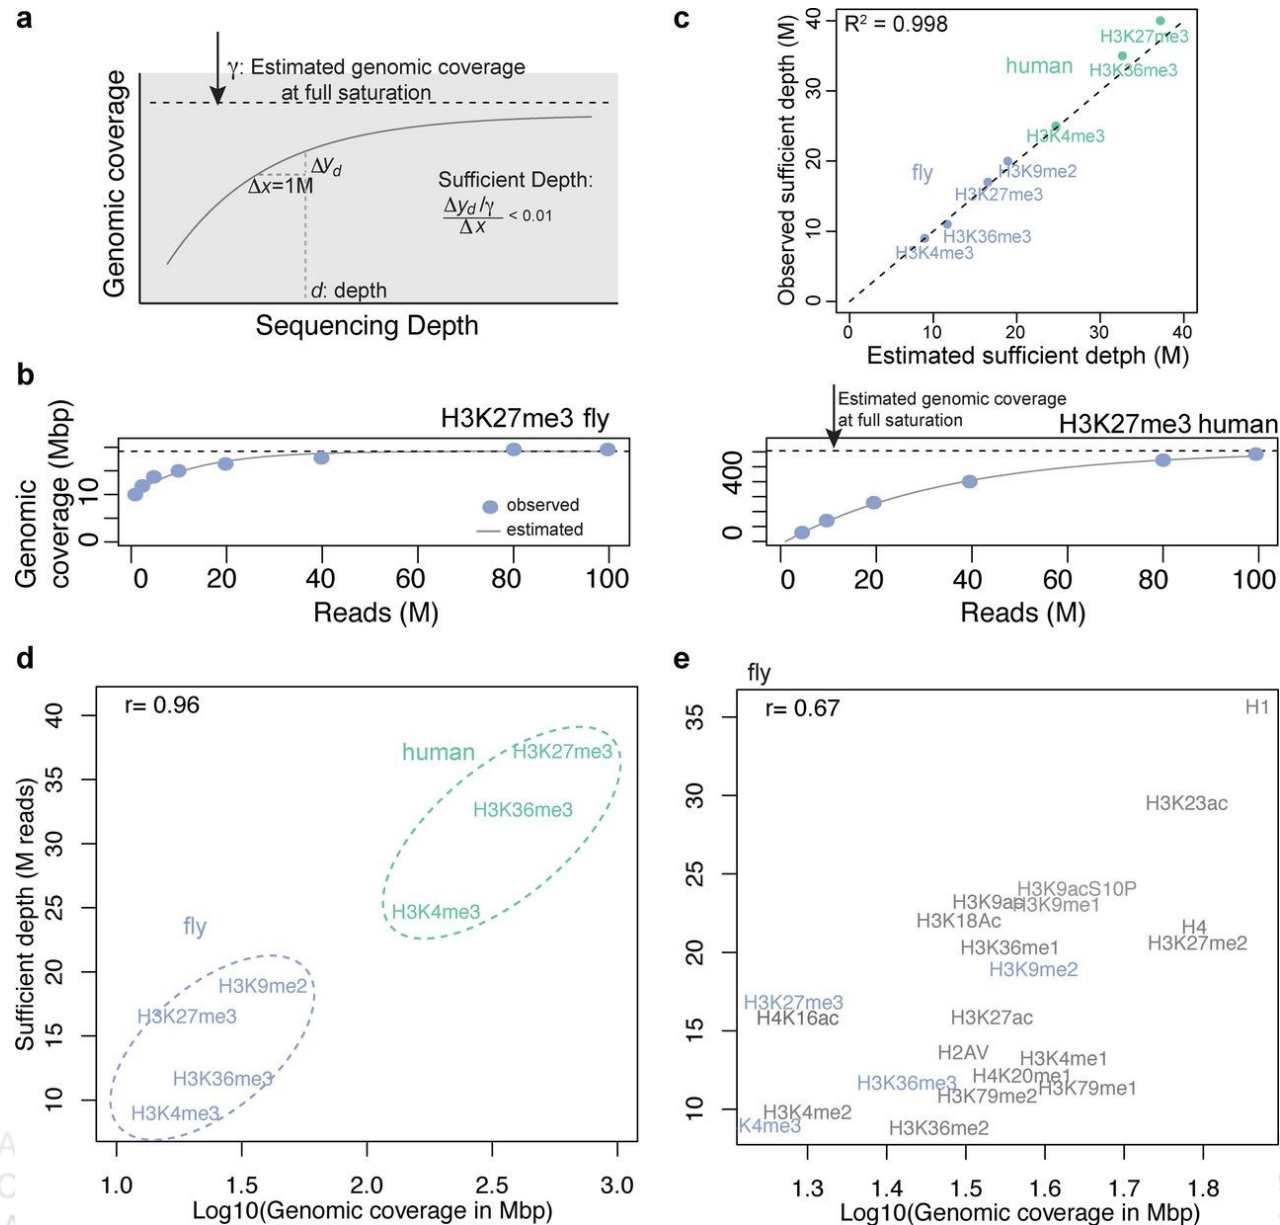 a
Genomic coverage
γ: Estimated genomic coverage
at full saturation
Δy_d
Δx=1M
Sufficient Depth:
Δy_d /γ
Δ x
< 0.01
d: depth
Sequencing Depth
b
Genomic
coverage (Mbp)
H3K27me3 fly
10
0
observed
estimated
0 20 40 60 80 100
Reads (M)
c
Observed sufficient depth (M)
R² = 0.998
40
30
20
10
0
human
H3K27me3
H3K36me3
H3K4me3
fly
H3K9me2
H3K27me3
H3K36me3
H3K4me3
0 10 20 30 40
Estimated sufficient detph (M)
Estimated genomic coverage
at full saturation
H3K27me3 human
400
0
0 20 40 60 80 100
Reads (M)
d
Sufficient depth (M reads)
r= 0.96
40
35
30
25
20
15
10
human
H3K27me3
H3K36me3
H3K4me3
fly
H3K9me2
H3K27me3
H3K36me3
H3K4me3
1.0 1.5 2.0 2.5 3.0
Log10(Genomic coverage in Mbp)
e
fly
r= 0.67
35
30
25
20
15
10
H1
H3K23ac
H3K9acS10P
H3K9ac
H3K9me1
H3K18Ac
H4
H3K36me1
H3K27me2
H3K9me2
H3K27me3
H4K16ac
H3K27ac
H2AV
H3K4me1
H4K20me1
H3K36me3
H3K79me1
H3K79me2
H3K4me2
K4me3
H3K36me2
1.3 1.4 1.5 1.6 1.7 1.8
Log10(Genomic coverage in Mbp)